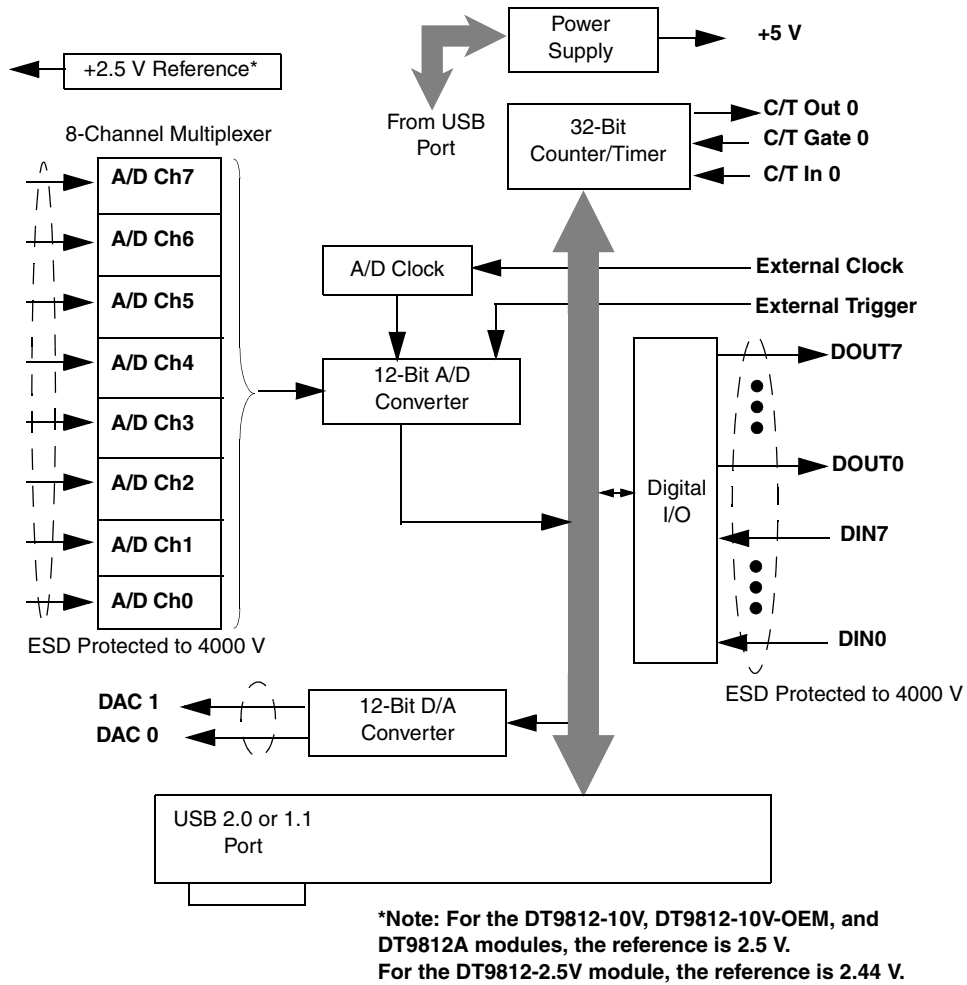 Power
Supply
+5 V
+2.5 V Reference*
From USB
Port
32-Bit
Counter/Timer
C/T Out 0
C/T Gate 0
C/T In 0
8-Channel Multiplexer
A/D Ch7
A/D Ch6
A/D Ch5
A/D Ch4
A/D Ch3
A/D Ch2
A/D Ch1
A/D Ch0
ESD Protected to 4000 V
A/D Clock
External Clock
External Trigger
12-Bit A/D
Converter
Digital
I/O
DOUT7
DOUT0
DIN7
DIN0
ESD Protected to 4000 V
DAC 1
DAC 0
12-Bit D/A
Converter
USB 2.0 or 1.1
Port
*Note: For the DT9812-10V, DT9812-10V-OEM, and
DT9812A modules, the reference is 2.5 V.
For the DT9812-2.5V module, the reference is 2.44 V.